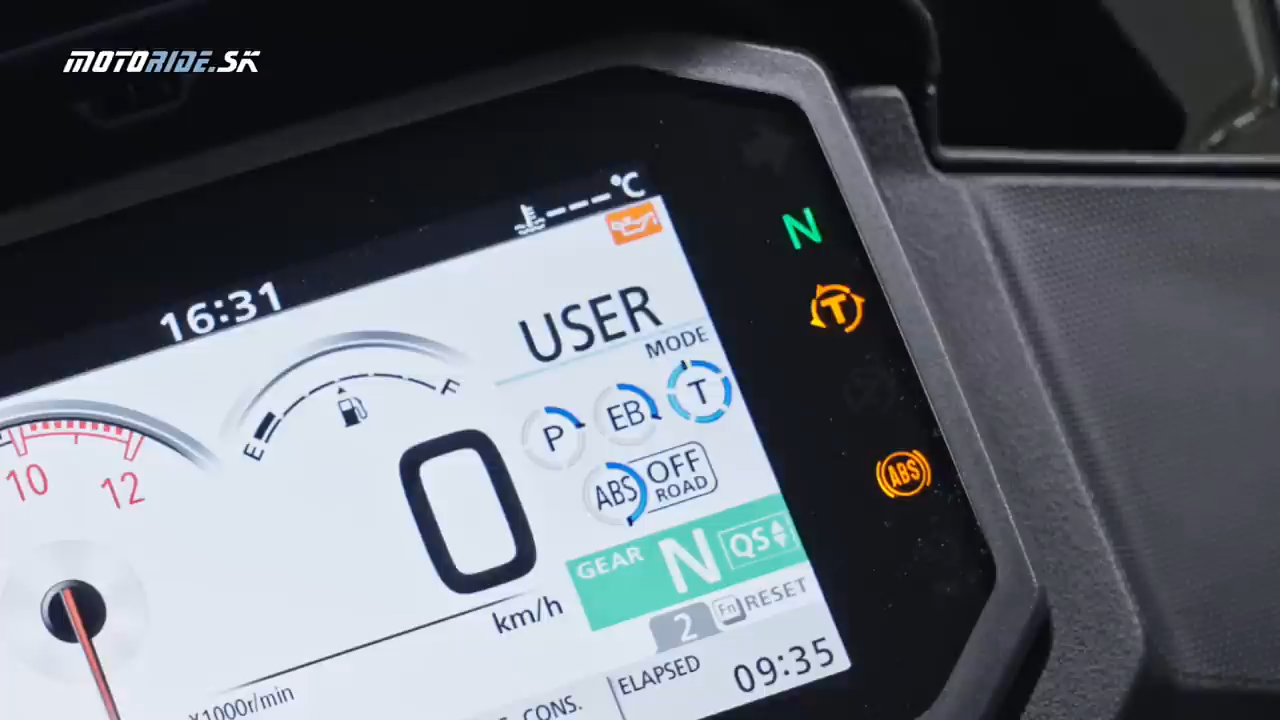 MOTORIDE.SK
---°C
16:31
USER
MODE
E
F
P
EB
T
10
12
0
ABS
OFF
ROAD
km/h
GEAR
N
QS
2
Fn
RESET
X1000r/min
CONS.
ELAPSED
09:35
N
T
ABS